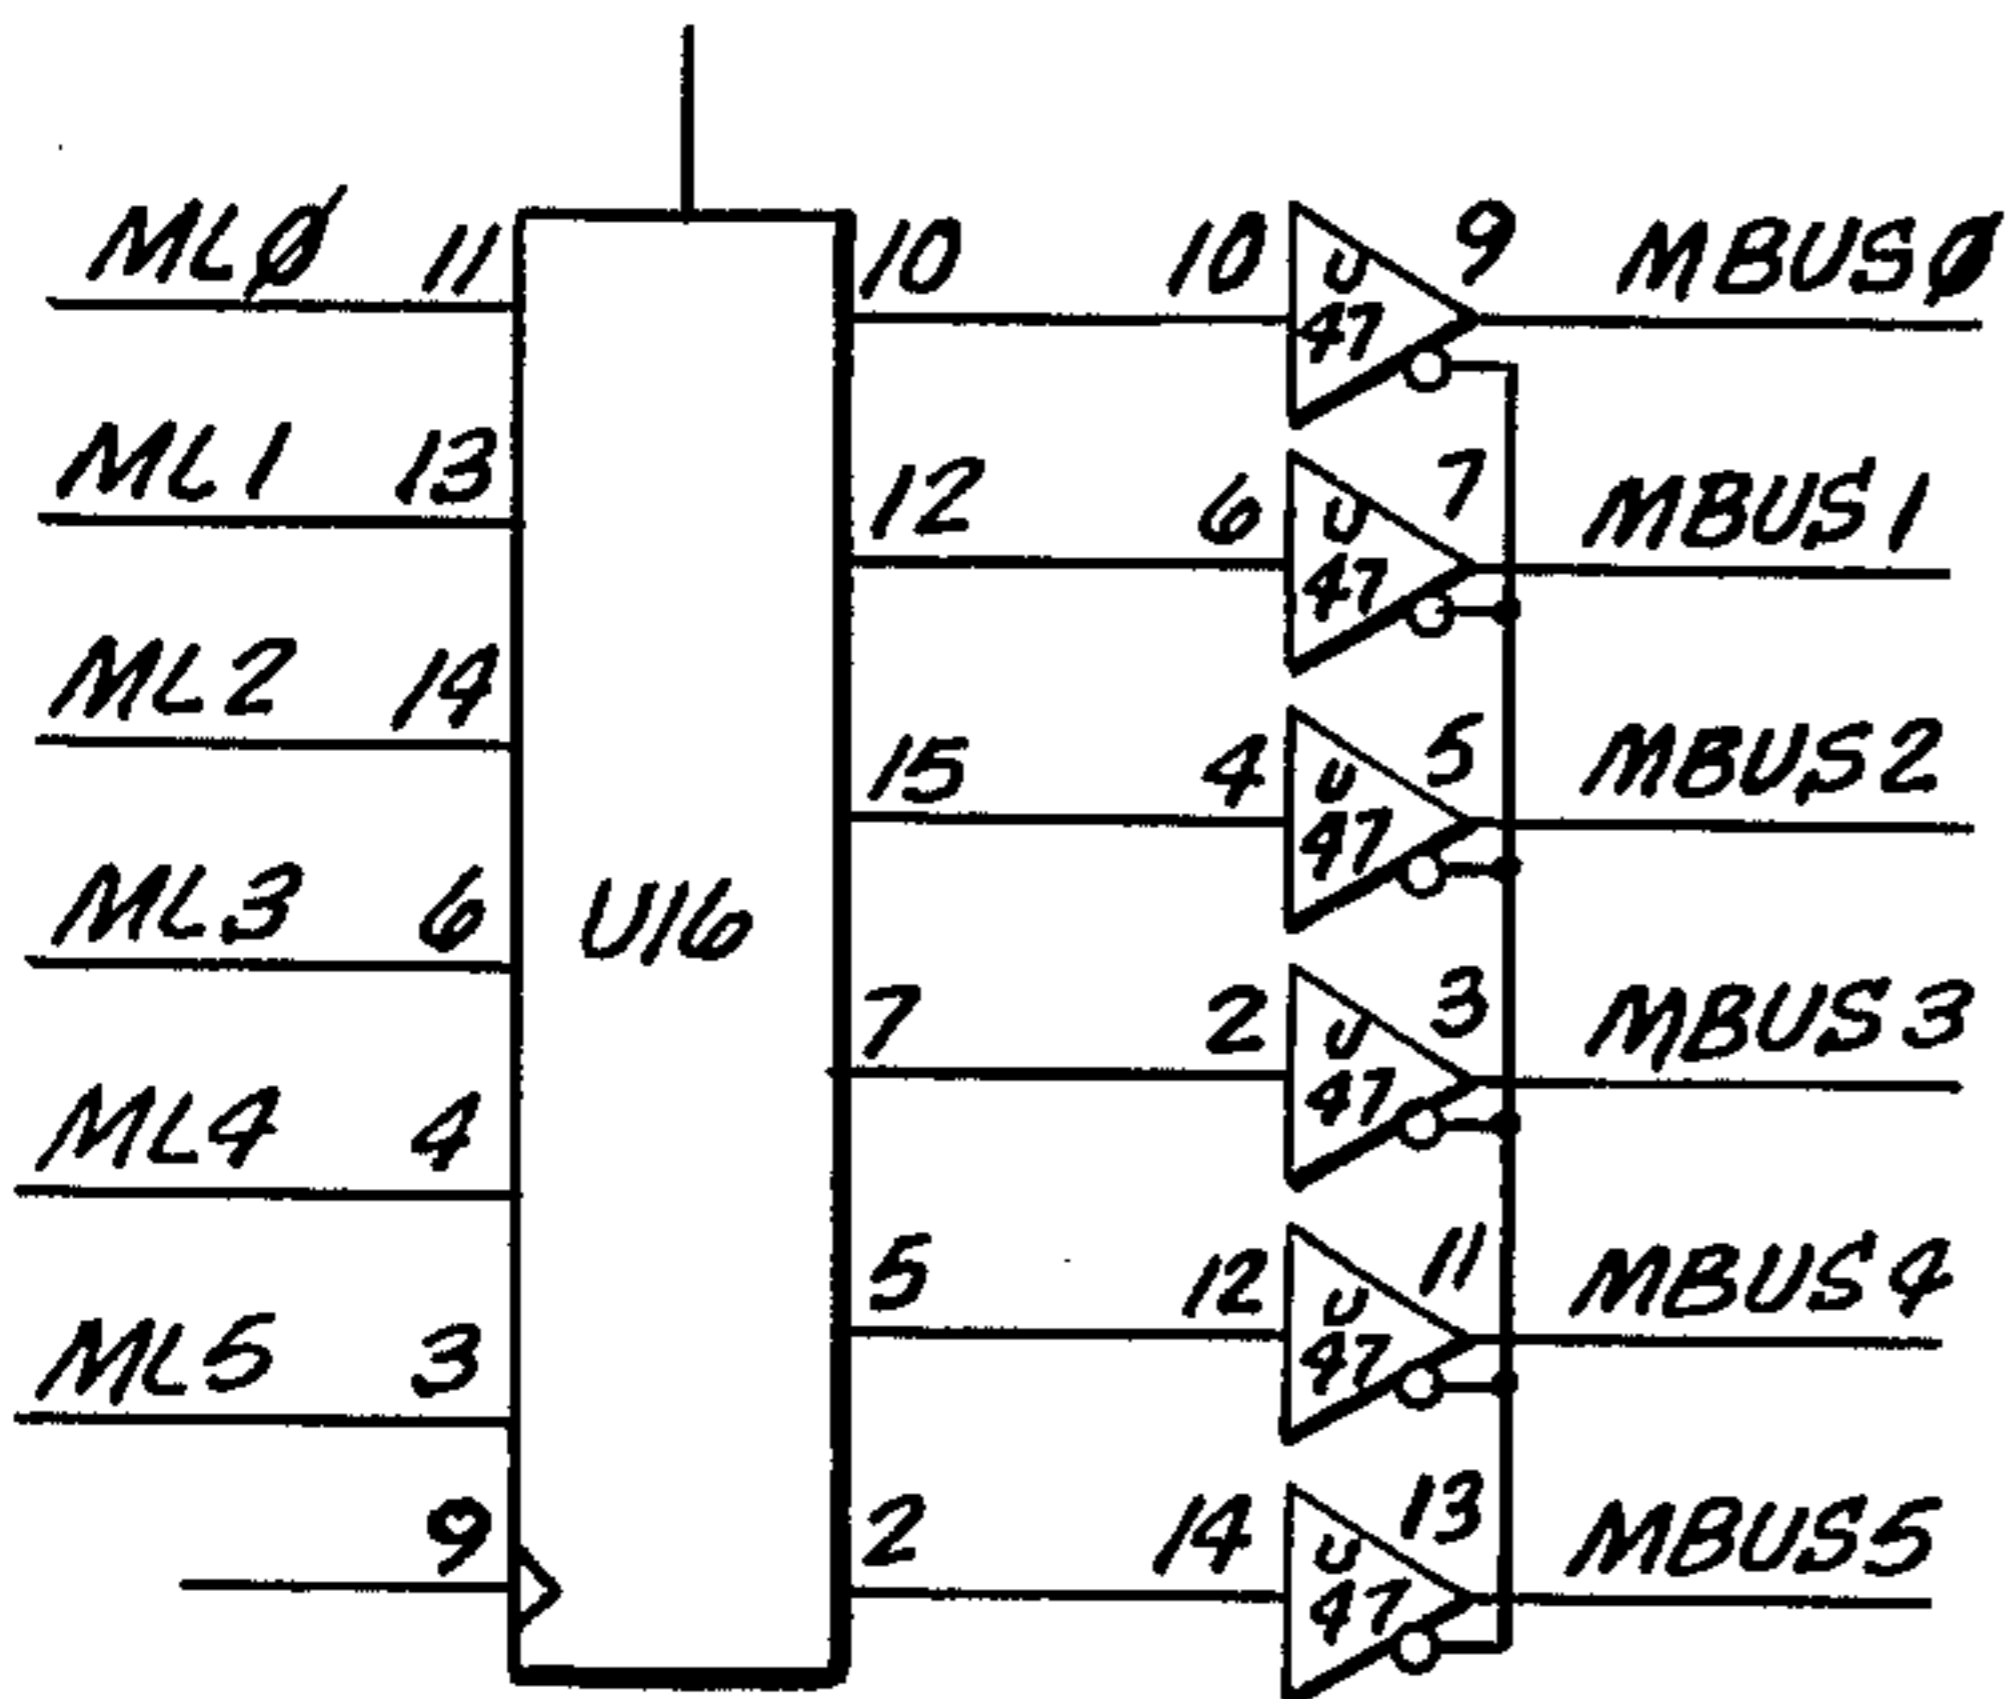 MLØ 11 10 10 U 47 9 MBUSØ
ML1 13 12 6 U 47 7 MBUS1
ML2 14 15 4 U 47 5 MBUS2
ML3 6 U16 7 2 U 47 3 MBUS3
ML4 4 5 12 U 47 11 MBUS4
ML5 3 2 14 U 47 13 MBUS5
9